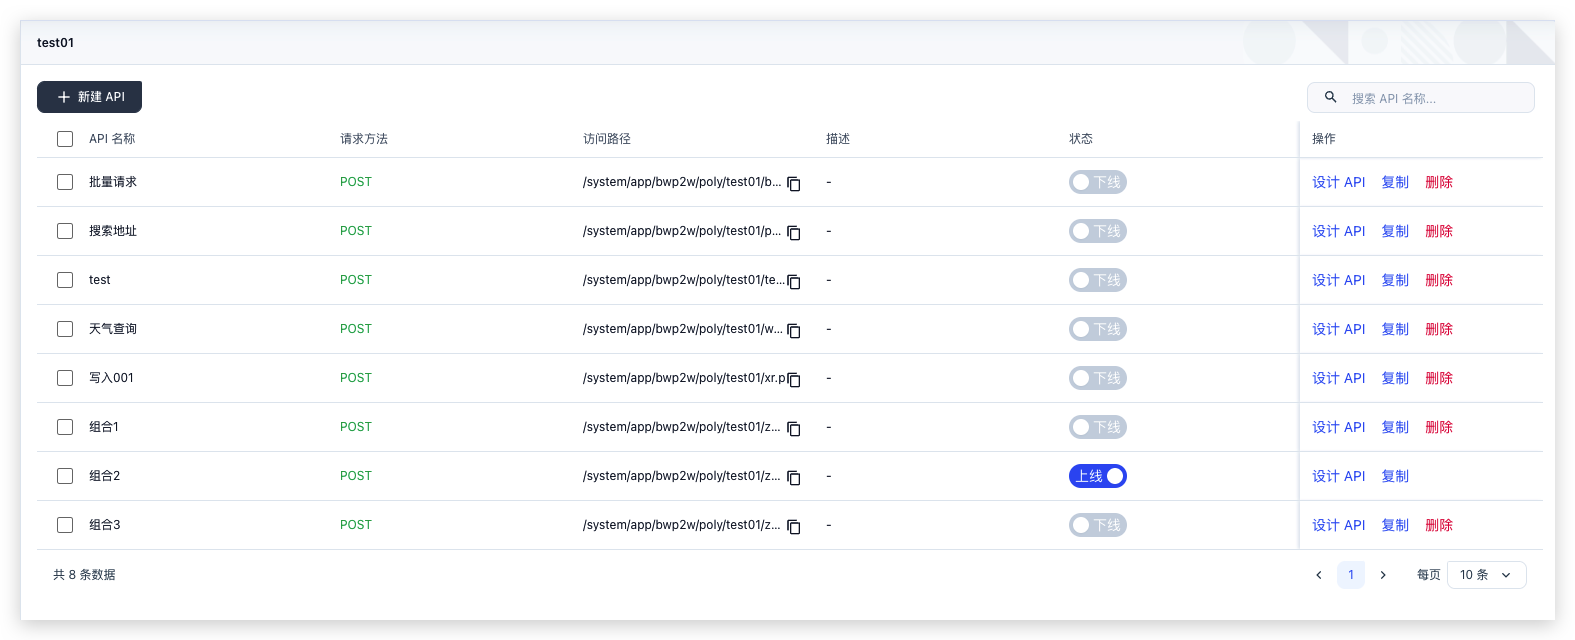 test01
新建 API
搜索 API 名称...
API 名称 请求方法 访问路径 描述 状态 操作
批量请求 POST /system/app/bwp2w/poly/test01/b... - 下线 设计 API 复制 删除
搜索地址 POST /system/app/bwp2w/poly/test01/p... - 下线 设计 API 复制 删除
test POST /system/app/bwp2w/poly/test01/te... - 下线 设计 API 复制 删除
天气查询 POST /system/app/bwp2w/poly/test01/w... - 下线 设计 API 复制 删除
写入001 POST /system/app/bwp2w/poly/test01/xr.p - 下线 设计 API 复制 删除
组合1 POST /system/app/bwp2w/poly/test01/z... - 下线 设计 API 复制 删除
组合2 POST /system/app/bwp2w/poly/test01/z... - 上线 设计 API 复制
组合3 POST /system/app/bwp2w/poly/test01/z... - 下线 设计 API 复制 删除
共 8 条数据 1 每页 10 条